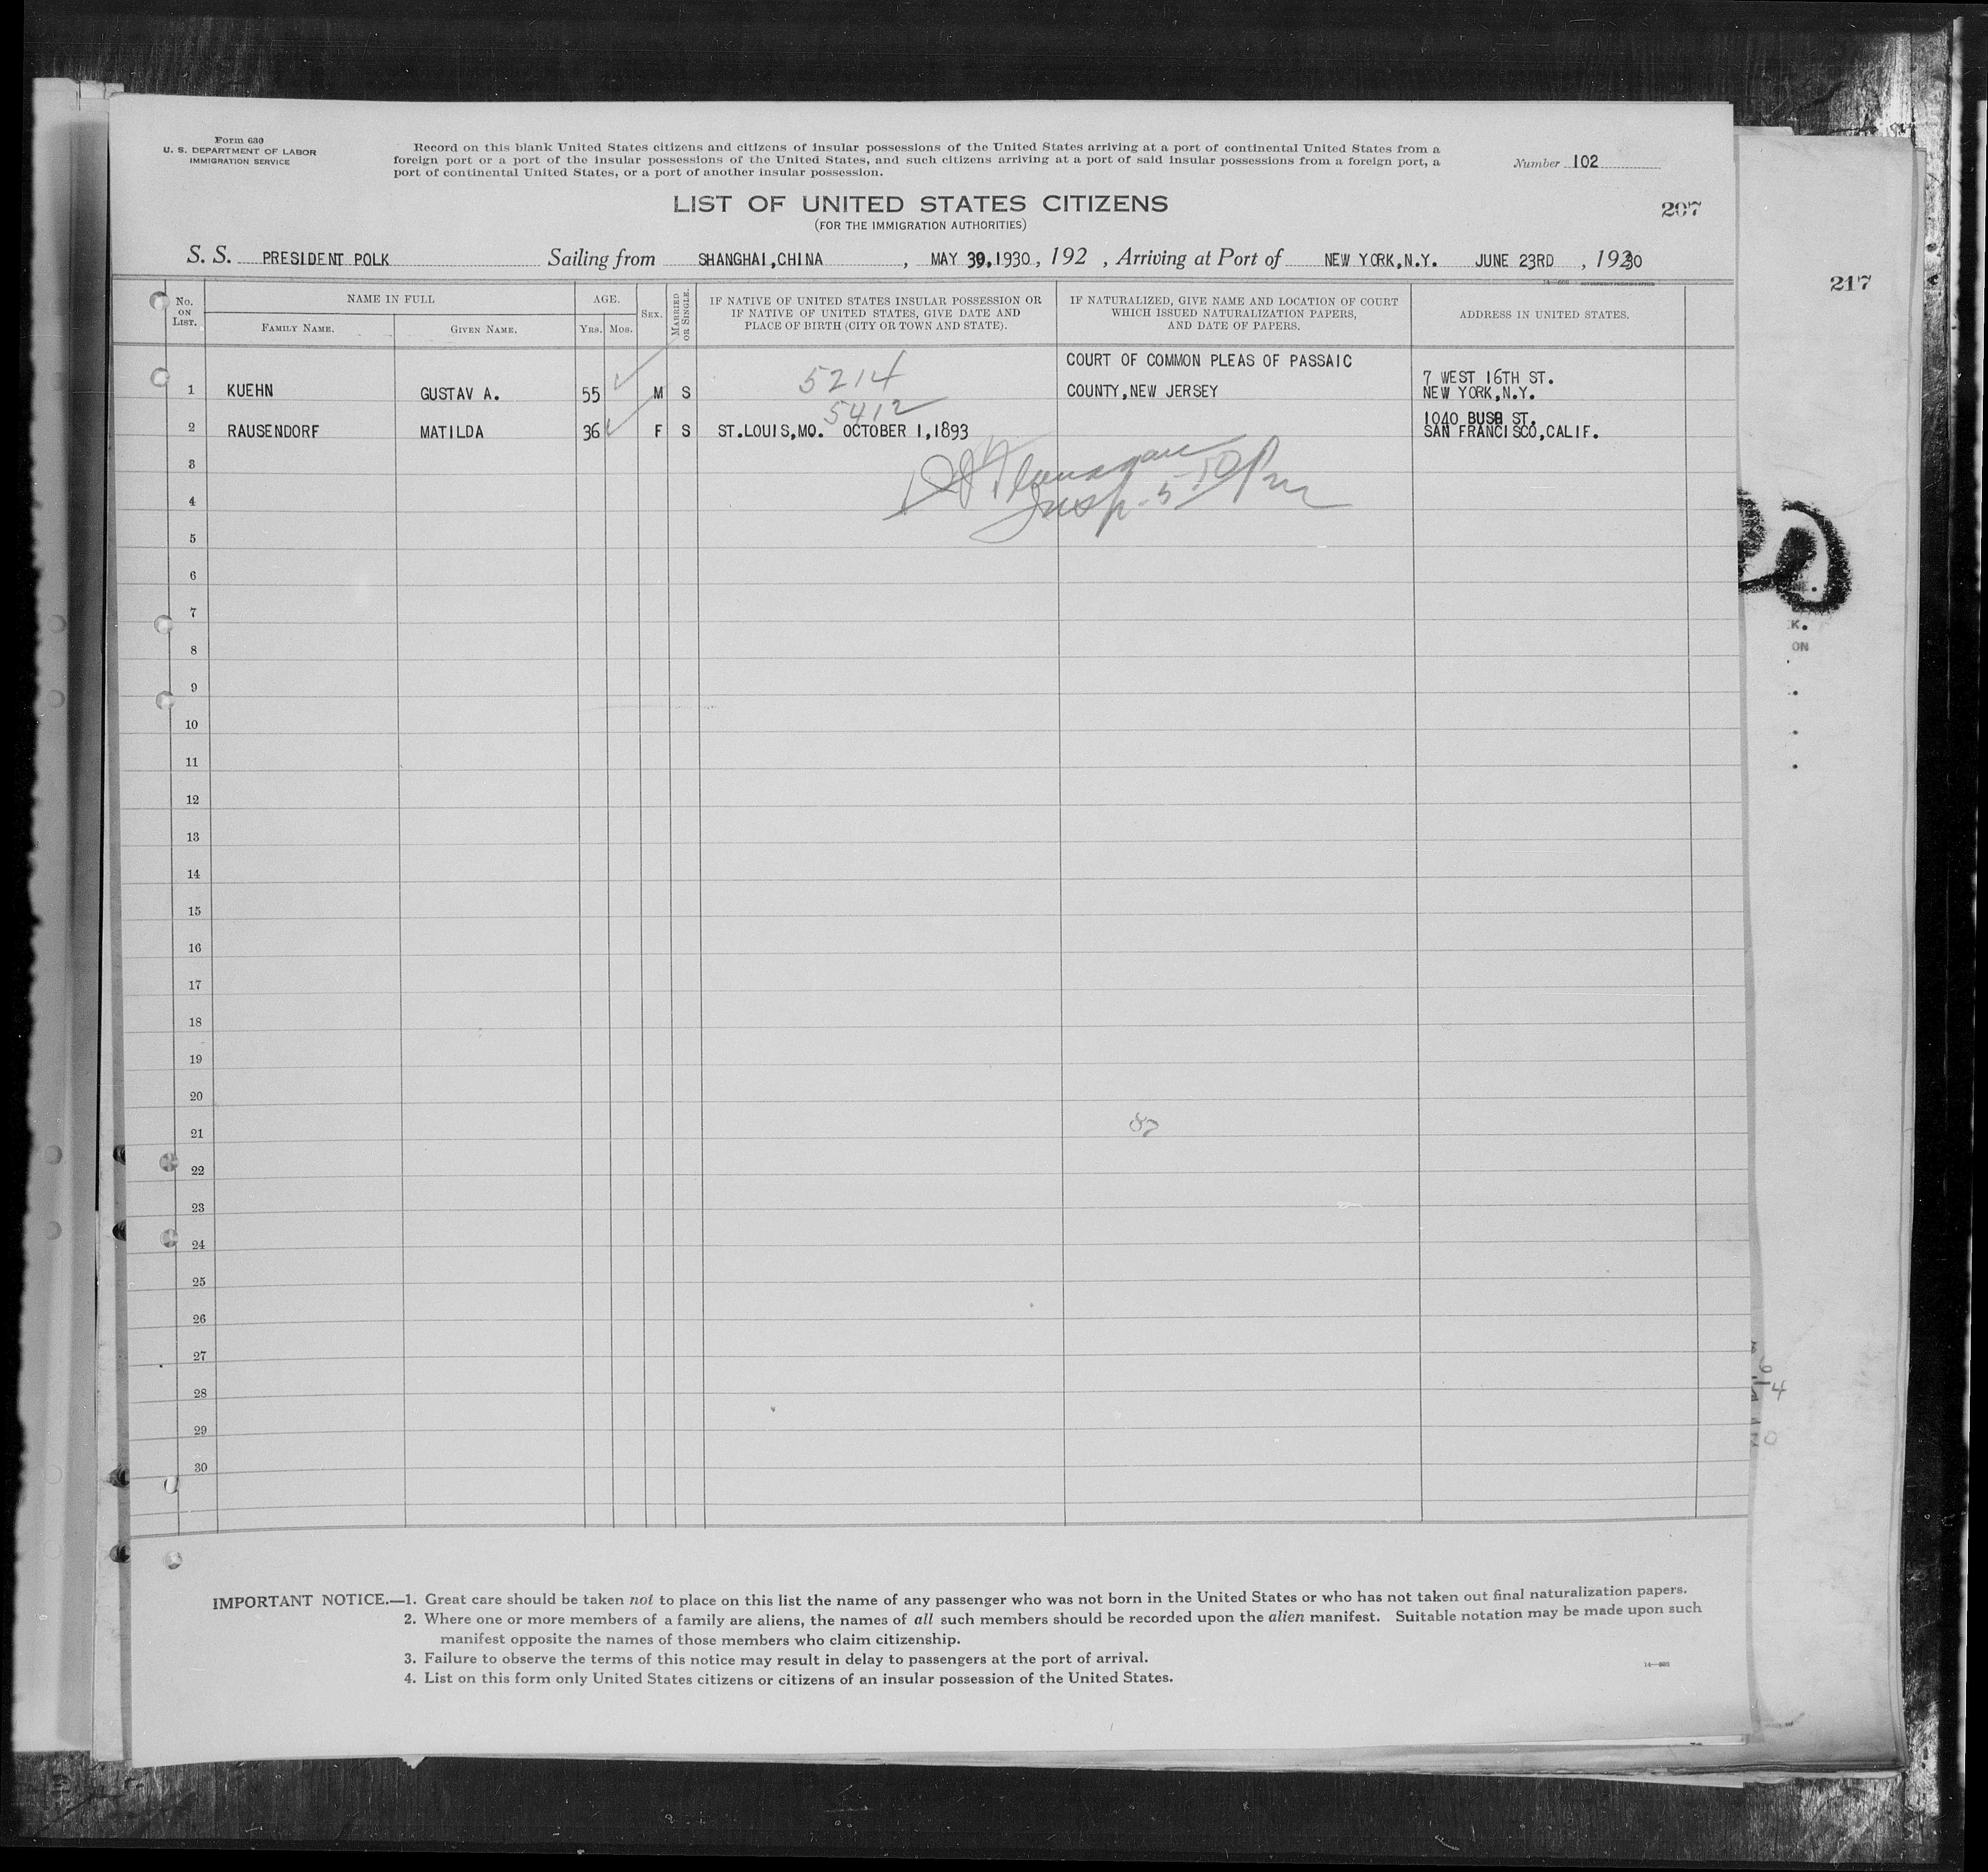 Form 630
U. S. DEPARTMENT OF LABOR
IMMIGRATION SERVICE
Record on this blank United States citizens and citizens of insular possessions of the United States arriving at a port of continental United States from a
foreign port or a port of the insular possessions of the United States, and such citizens arriving at a port of said insular possessions from a foreign port, a
port of continental United States, or a port of another insular possession.
Number 102
LIST OF UNITED STATES CITIZENS
(FOR THE IMMIGRATION AUTHORITIES)
207
217
S. S. PRESIDENT POLK Sailing from SHANGHAI,CHINA , MAY 39,1930, 192 , Arriving at Port of NEW YORK,N.Y. JUNE 23RD , 19230
No. ON LIST.
NAME IN FULL
FAMILY NAME. GIVEN NAME.
AGE.
YRS. MOS.
SEX.
MARRIED OR SINGLE.
IF NATIVE OF UNITED STATES INSULAR POSSESSION OR
IF NATIVE OF UNITED STATES, GIVE DATE AND
PLACE OF BIRTH (CITY OR TOWN AND STATE).
IF NATURALIZED, GIVE NAME AND LOCATION OF COURT
WHICH ISSUED NATURALIZATION PAPERS,
AND DATE OF PAPERS.
ADDRESS IN UNITED STATES.
COURT OF COMMON PLEAS OF PASSAIC
7 WEST 16TH ST.
1 KUEHN GUSTAV A. 55 M S 5214 COUNTY,NEW JERSEY NEW YORK,N.Y.
5412
1040 BUSH ST.
2 RAUSENDORF MATILDA 36 F S ST.LOUIS,MO. OCTOBER 1,1893 SAN FRANCISCO,CALIF.
Insp. 5 50 Pm
3
4
5
6
7
8
9
10
11
12
13
14
15
16
17
18
19
20
21
22
23
24
25
26
27
28
29
30
K.
ON
IMPORTANT NOTICE.—1. Great care should be taken not to place on this list the name of any passenger who was not born in the United States or who has not taken out final naturalization papers.
2. Where one or more members of a family are aliens, the names of all such members should be recorded upon the alien manifest. Suitable notation may be made upon such
manifest opposite the names of those members who claim citizenship.
3. Failure to observe the terms of this notice may result in delay to passengers at the port of arrival.
4. List on this form only United States citizens or citizens of an insular possession of the United States.